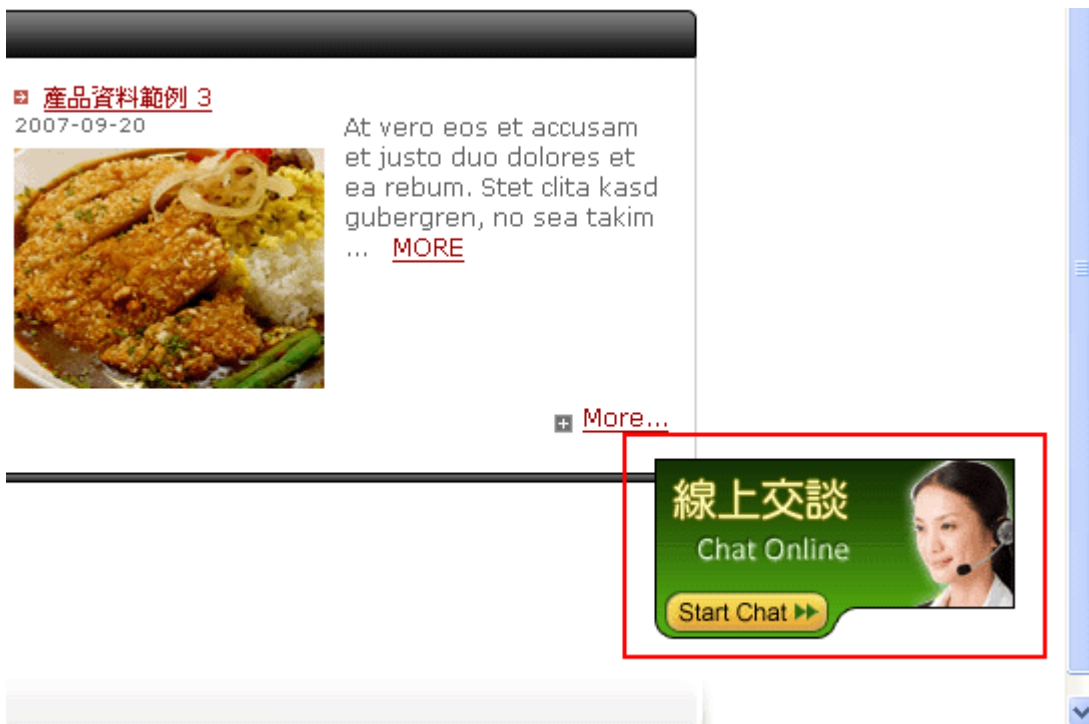 產品資料範例 3
2007-09-20
At vero eos et accusam
et justo duo dolores et
ea rebum. Stet clita kasd
gubergren, no sea takim
... MORE
More...
線上交談
Chat Online
Start Chat